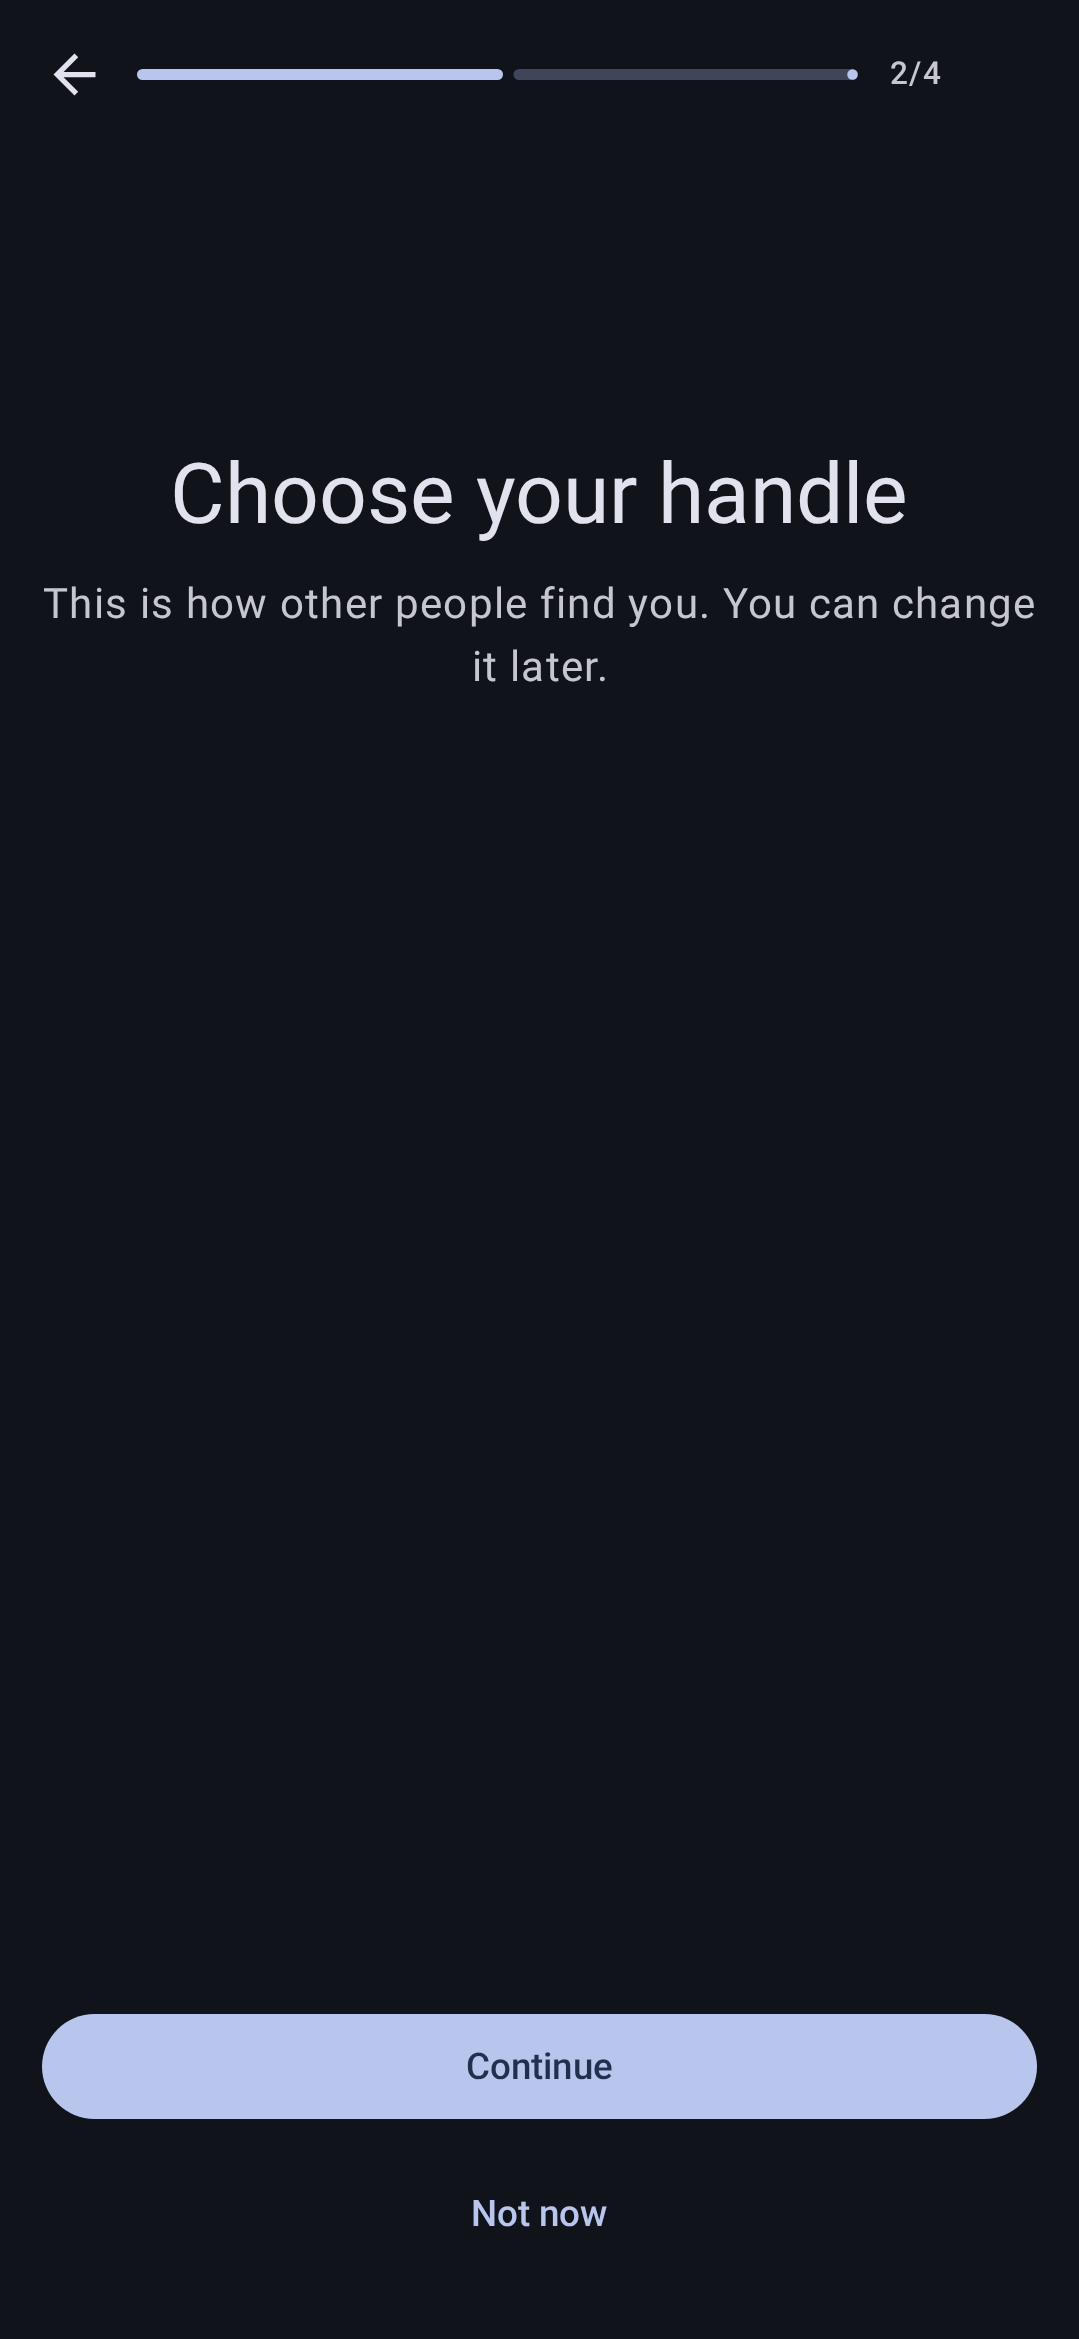 2/4
Choose your handle
This is how other people find you. You can change
it later.
Continue
Not now